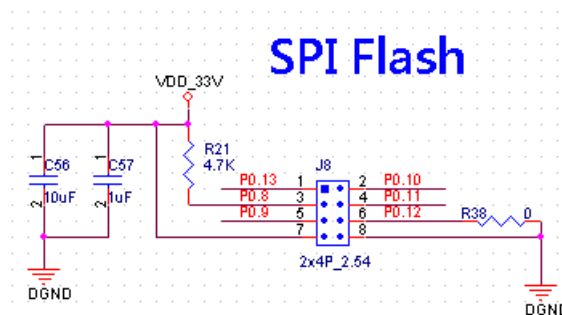 SPI Flash
VDD_33V
R21
4.7K
J8
1 C56
1 C57
2 10uF
2 1uF
P0.13 1 2 P0.10
P0.8 3 4 P0.11
P0.9 5 6 P0.12 R38 0
7 8
2x4P_2.54
DGND
DGND